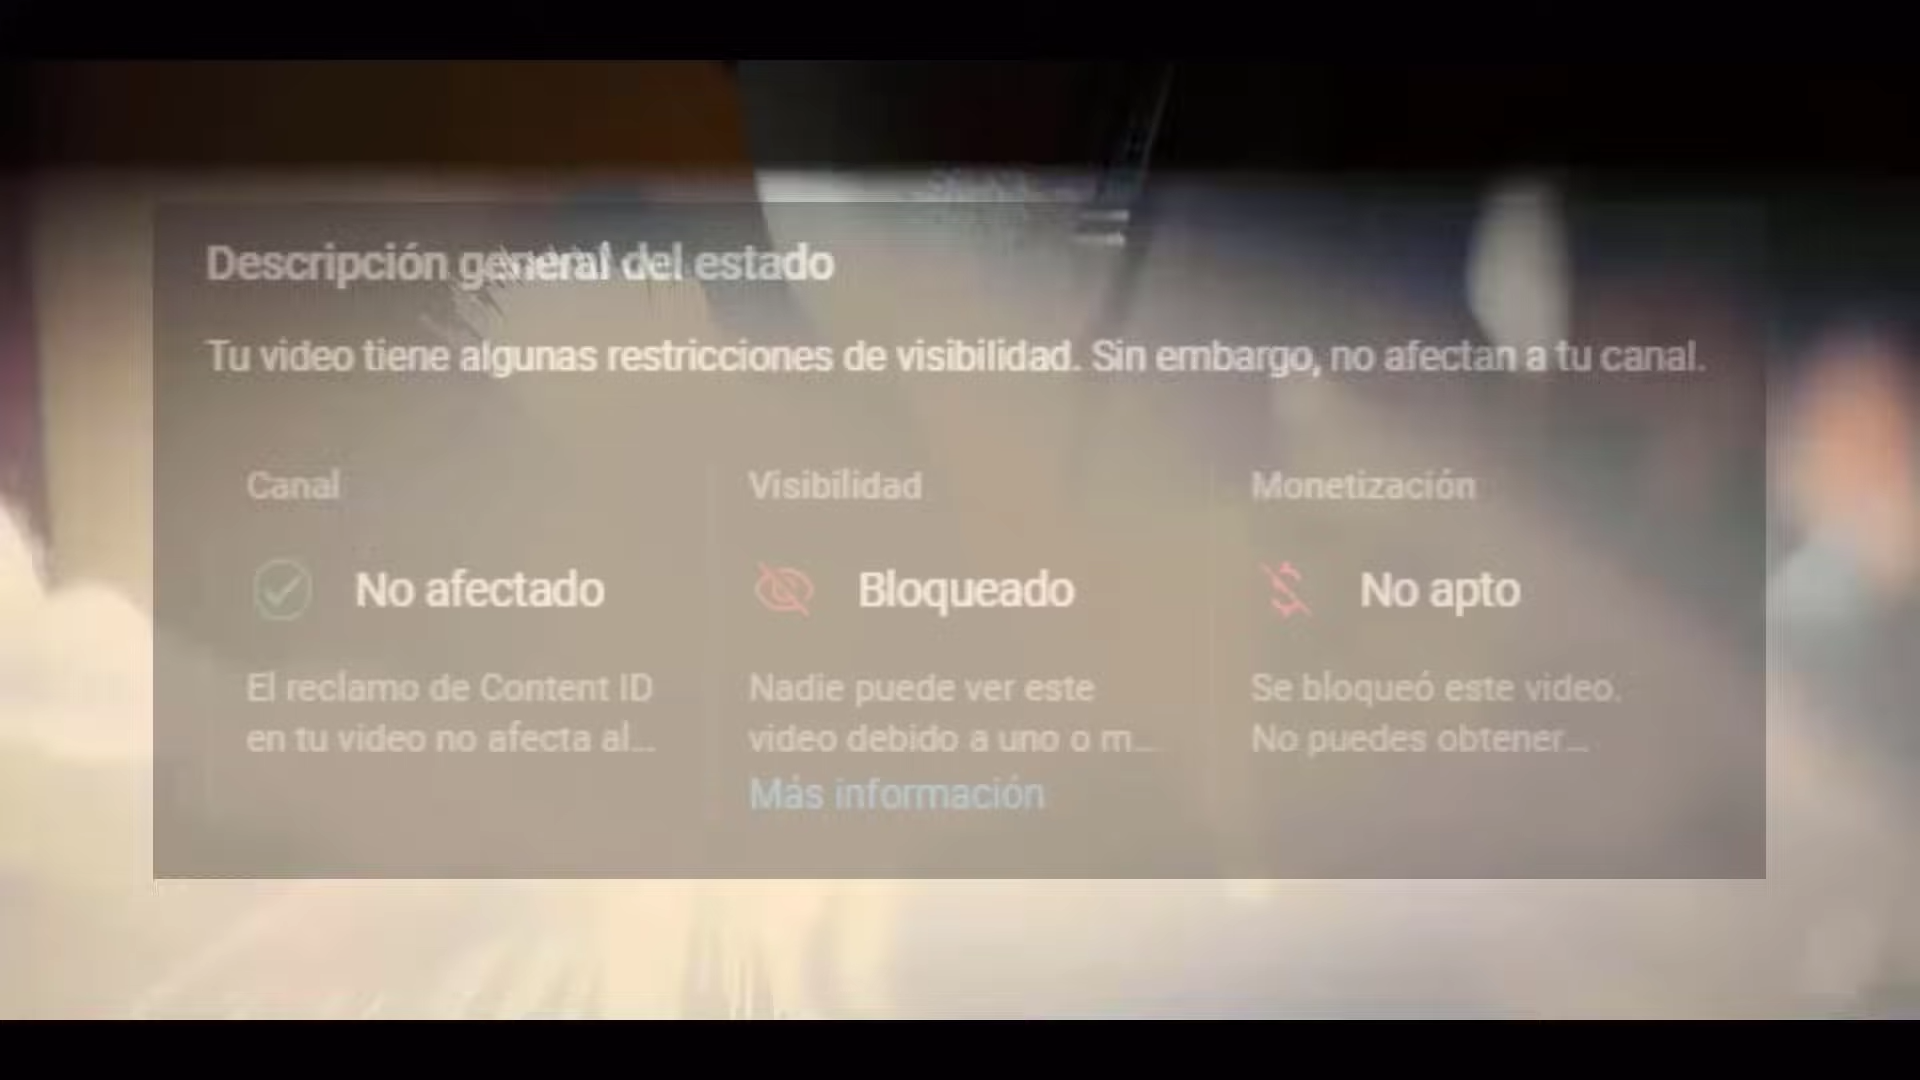 Descripción general del estado
Tu video tiene algunas restricciones de visibilidad. Sin embargo, no afectan a tu canal.
Canal
No afectado
El reclamo de Content ID
en tu video no afecta al...
Visibilidad
Bloqueado
Nadie puede ver este
video debido a uno o m...
Más información
Monetización
No apto
Se bloqueó este video.
No puedes obtener...